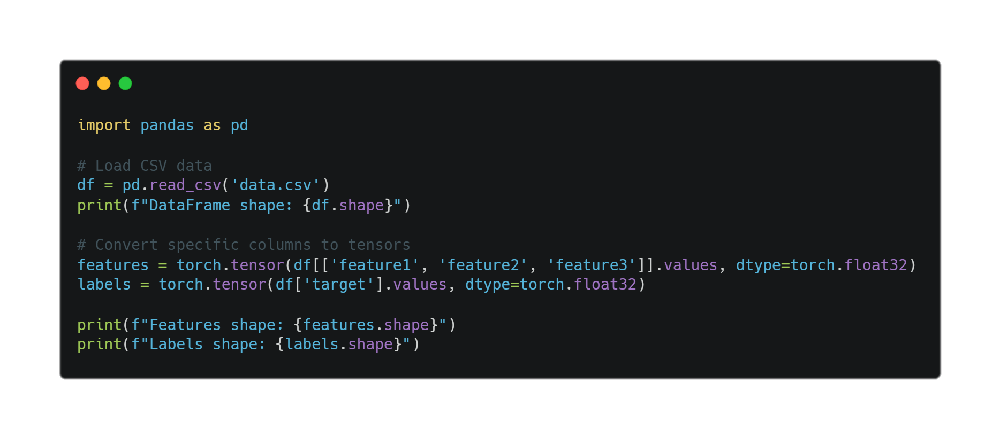 import pandas as pd
# Load CSV data
df = pd.read_csv('data.csv')
print(f"DataFrame shape: {df.shape}")
# Convert specific columns to tensors
features = torch.tensor(df[['feature1', 'feature2', 'feature3']].values, dtype=torch.float32)
labels = torch.tensor(df['target'].values, dtype=torch.float32)
print(f"Features shape: {features.shape}")
print(f"Labels shape: {labels.shape}")